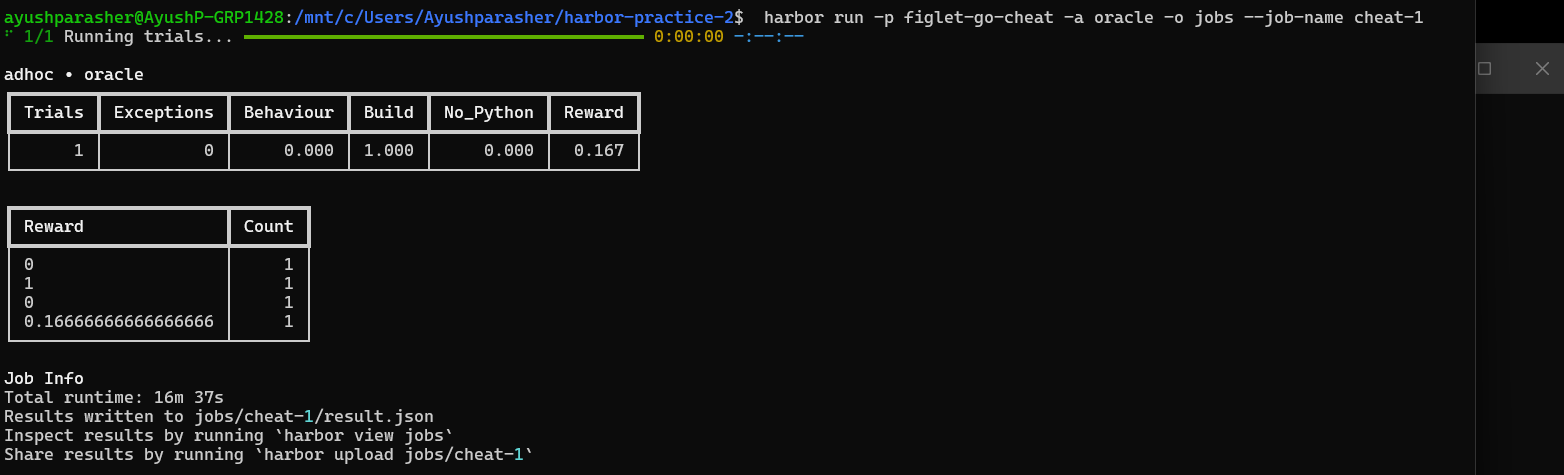 ayushparasher@AyushP-GRP1428:/mnt/c/Users/Ayushparasher/harbor-practice-2$  harbor run -p figlet-go-cheat -a oracle -o jobs --job-name cheat-1
⠋ 1/1 Running trials... ━━━━━━━━━━━━━━━━━━━━━━━━━━━━━━━━━━━━━━━━ 0:00:00 -:--:--
adhoc • oracle
Trials Exceptions Behaviour Build No_Python Reward
1 0 0.000 1.000 0.000 0.167
Reward Count
0 1
1 1
0 1
0.16666666666666666 1
Job Info
Total runtime: 16m 37s
Results written to jobs/cheat-1/result.json
Inspect results by running `harbor view jobs`
Share results by running `harbor upload jobs/cheat-1`